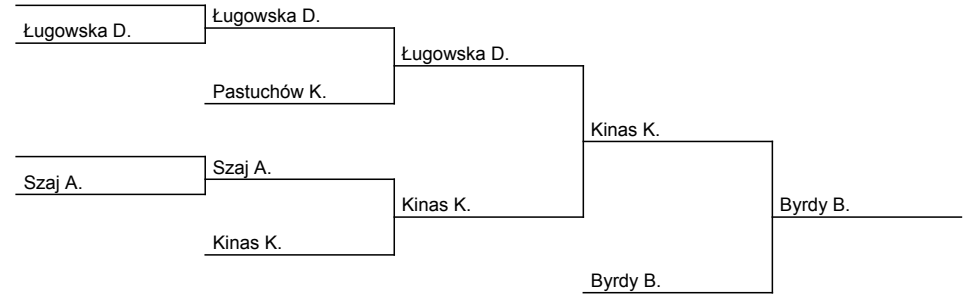 Ługowska D.
Ługowska D.
Ługowska D.
Pastuchów K.
Kinas K.
Szaj A.
Szaj A.
Kinas K.
Byrdy B.
Kinas K.
Byrdy B.